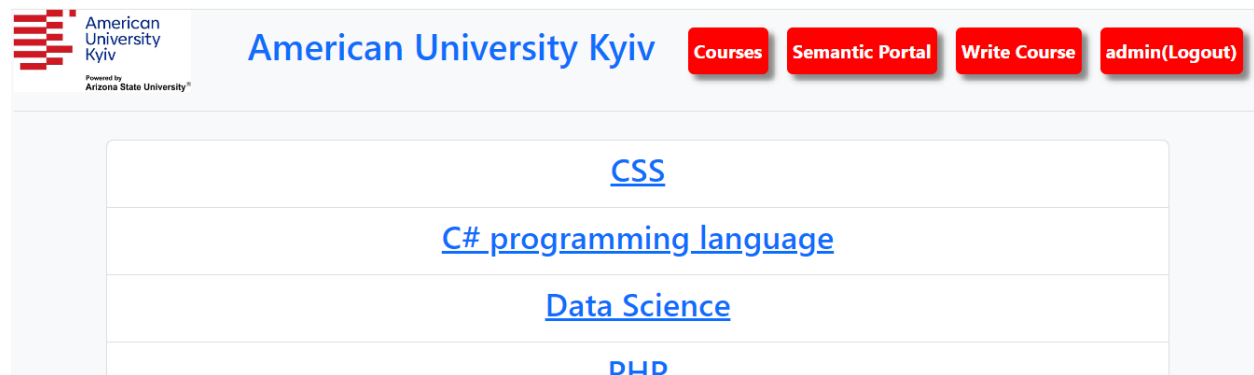 American
University
Kyiv
Powered by
Arizona State University®
American University Kyiv
Courses
Semantic Portal
Write Course
admin(Logout)
CSS
C# programming language
Data Science
PHP